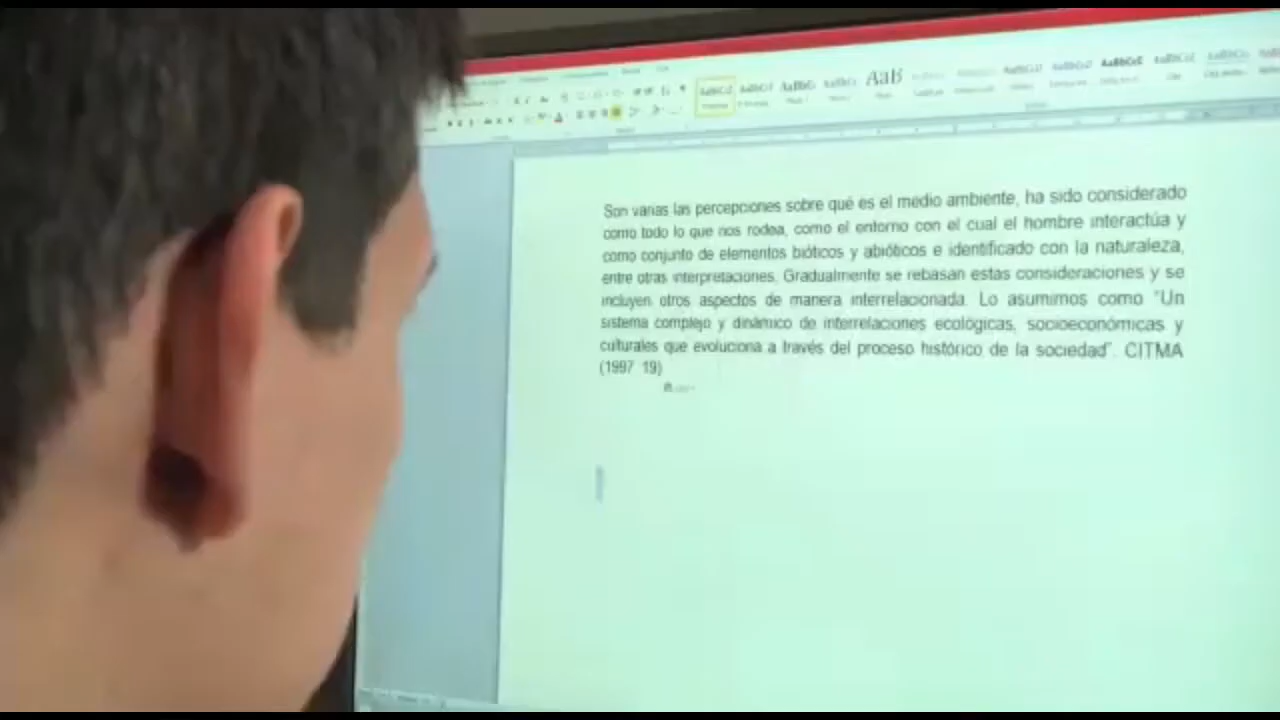 AaB
Son varias las percepciones sobre qué es el medio ambiente, ha sido considerado
como todo lo que nos rodea, como el entorno con el cual el hombre interactúa y
como conjunto de elementos bióticos y abióticos e identificado con la naturaleza,
entre otras interpretaciones. Gradualmente se rebasan estas consideraciones y se
incluyen otros aspectos de manera interrelacionada. Lo asumimos como "Un
sistema complejo y dinámico de interrelaciones ecológicas, socioeconómicas y
culturales que evoluciona a través del proceso histórico de la sociedad". CITMA
(1997 19)